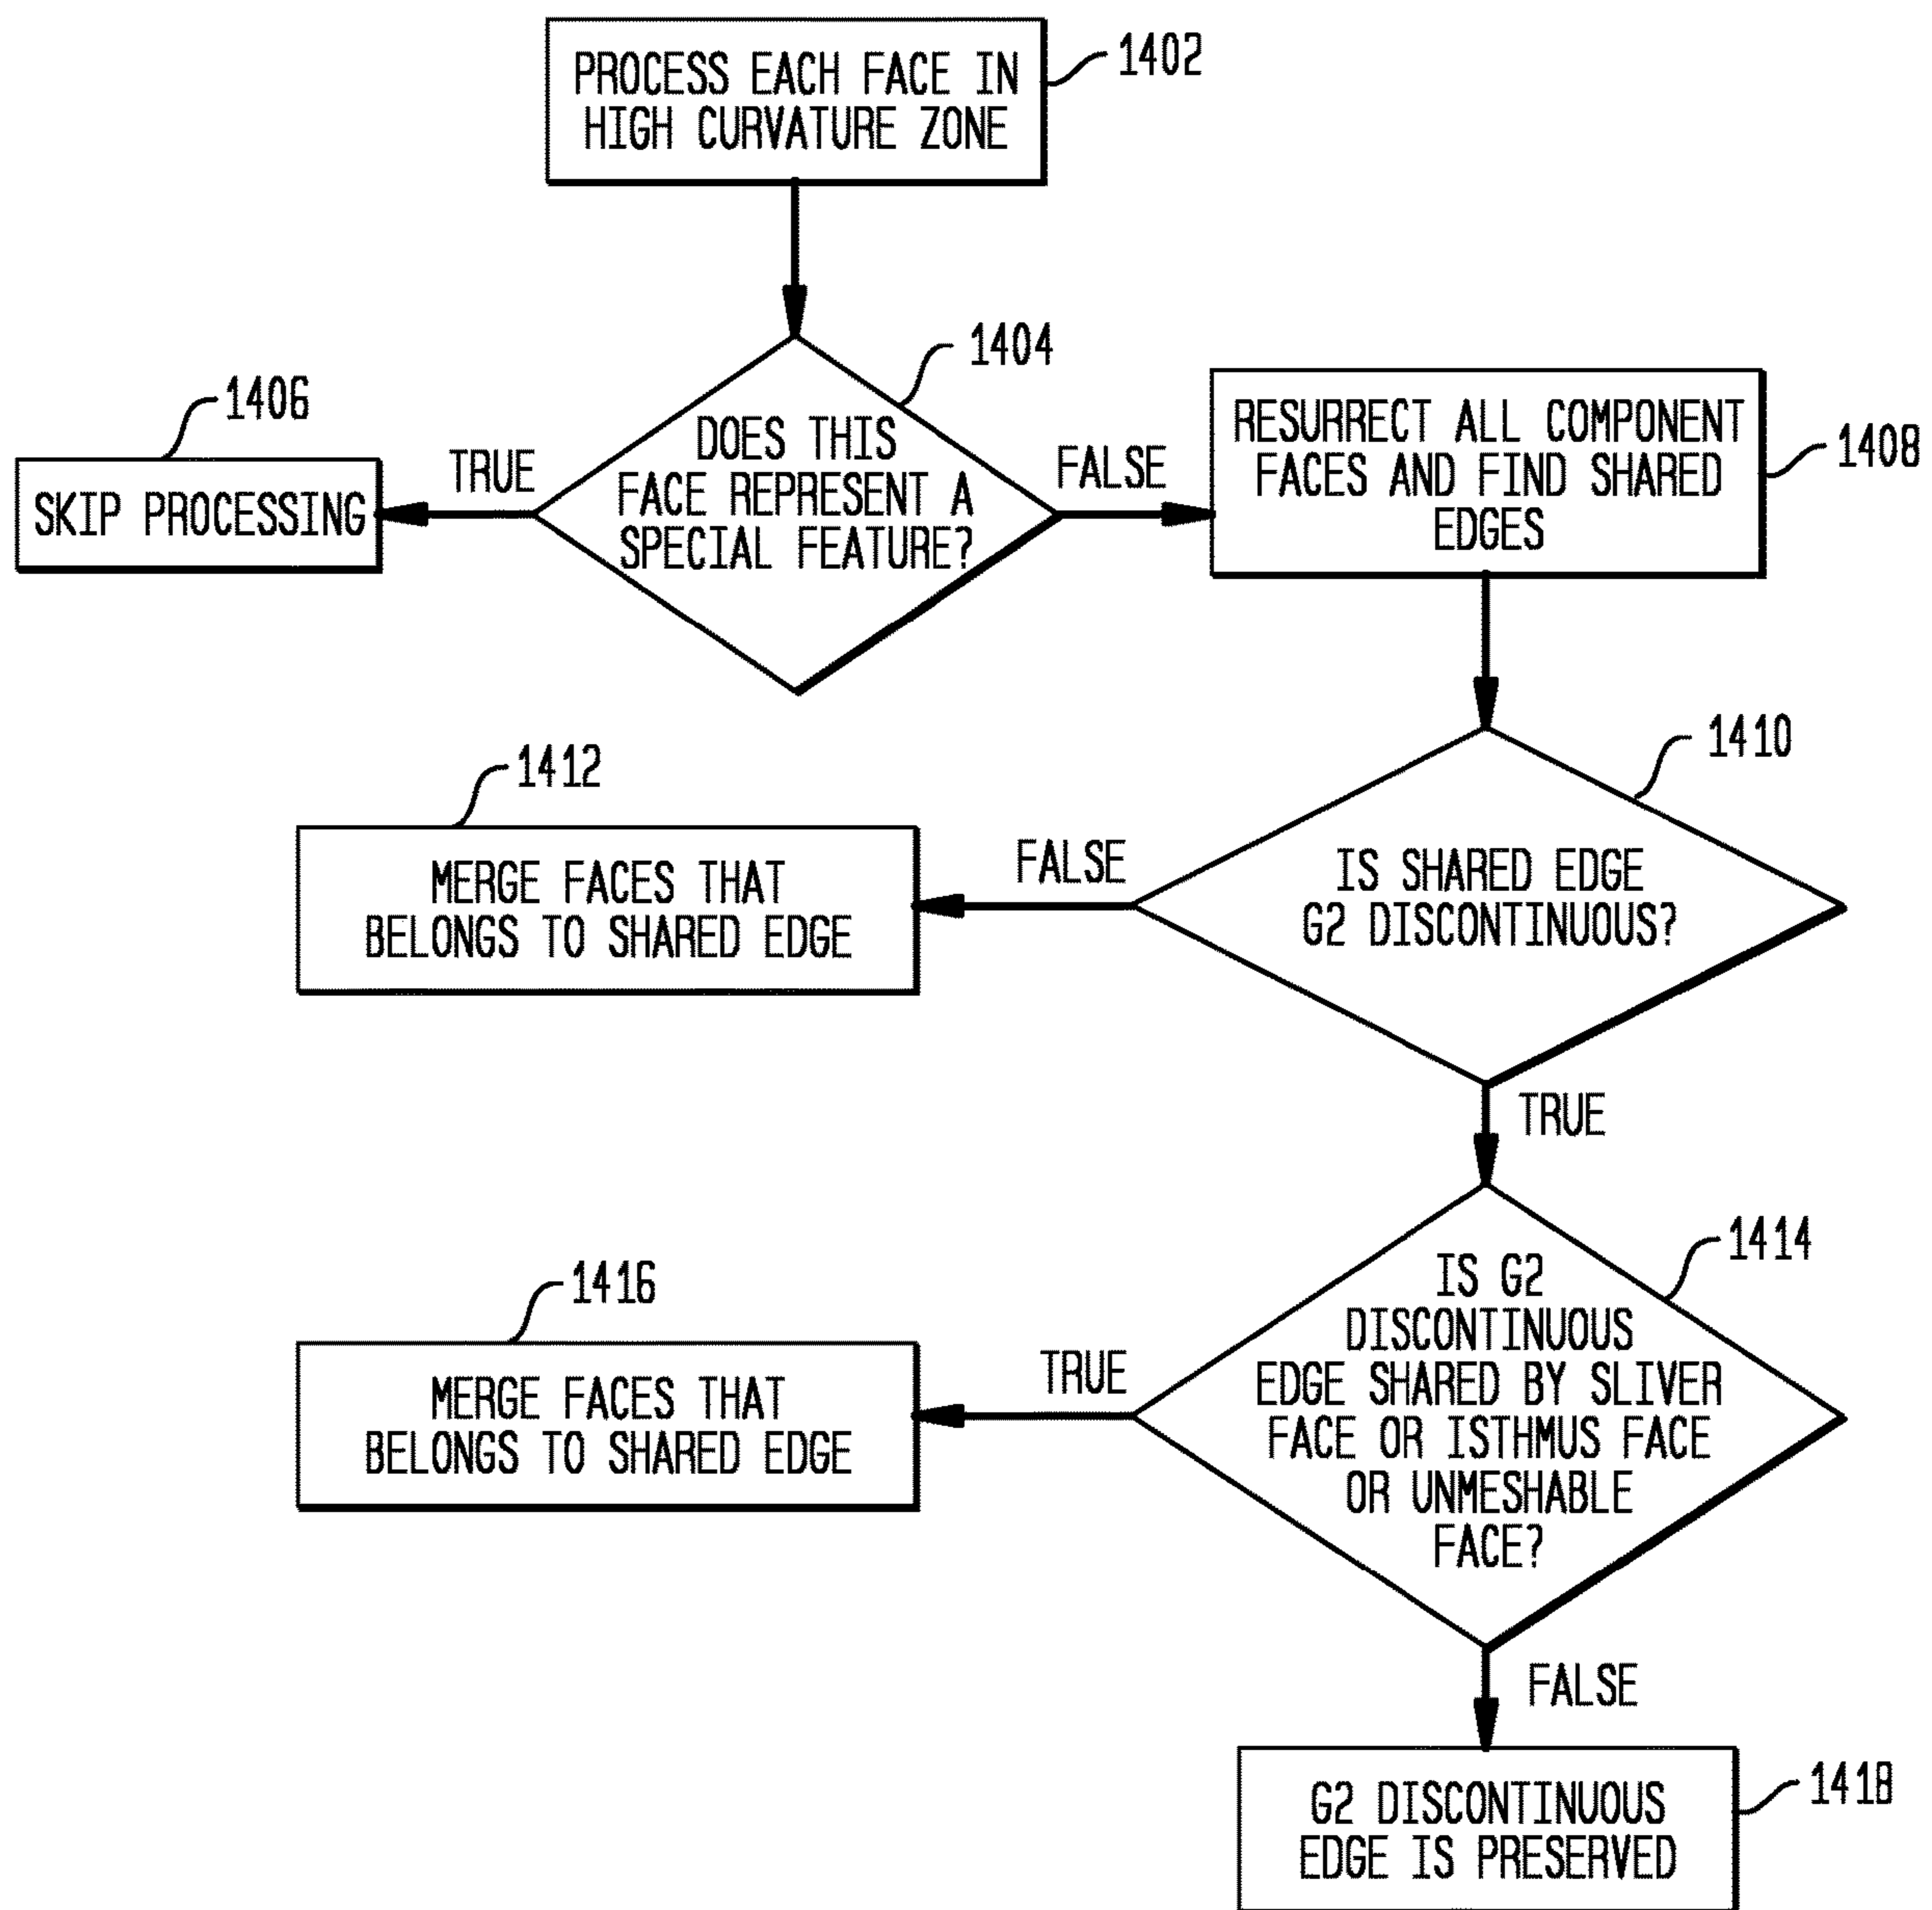 PROCESS EACH FACE IN
HIGH CURVATURE ZONE
1402
1404
DOES THIS
FACE REPRESENT A
SPECIAL FEATURE?
TRUE
1406
SKIP PROCESSING
FALSE
RESURRECT ALL COMPONENT
FACES AND FIND SHARED
EDGES
1408
1410
IS SHARED EDGE
G2 DISCONTINUOUS?
FALSE
1412
MERGE FACES THAT
BELONGS TO SHARED EDGE
TRUE
1414
IS G2
DISCONTINUOUS
EDGE SHARED BY SLIVER
FACE OR ISTHMUS FACE
OR UNMESHABLE
FACE?
TRUE
1416
MERGE FACES THAT
BELONGS TO SHARED EDGE
FALSE
G2 DISCONTINUOUS
EDGE IS PRESERVED
1418